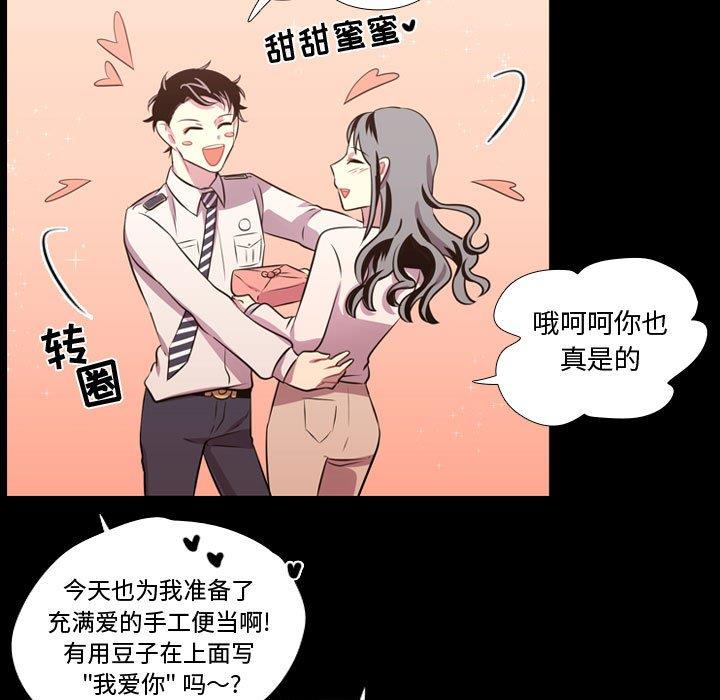 甜甜蜜蜜
转
圈
哦呵呵你也
真是的
今天也为我准备了
充满爱的手工便当啊!
有用豆子在上面写
"我爱你" 吗～?